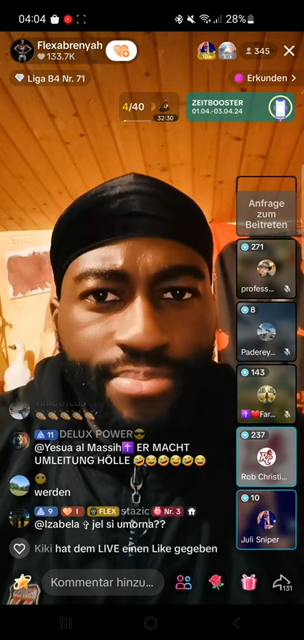 04:04
28%
Flexabrenyah
133.7K
345
Liga B4 Nr. 71
Erkunden >
4/40
32:30
ZEITBOOSTER
01.04.-03.04.24
Anfrage
zum
Beitreten
271
profess...
8
Paderey...
143
Far...
237
Rob Christi...
10
Juli Sniper
11 DELUX POWER
@Yesua al Massih ER MACHT
UMLEITUNG HÖLLE
werden
9 1 FLEX stazic Nr. 3
@Izabela jel si umorna??
Kiki hat dem LIVE einen Like gegeben
Kommentar hinzu...
131